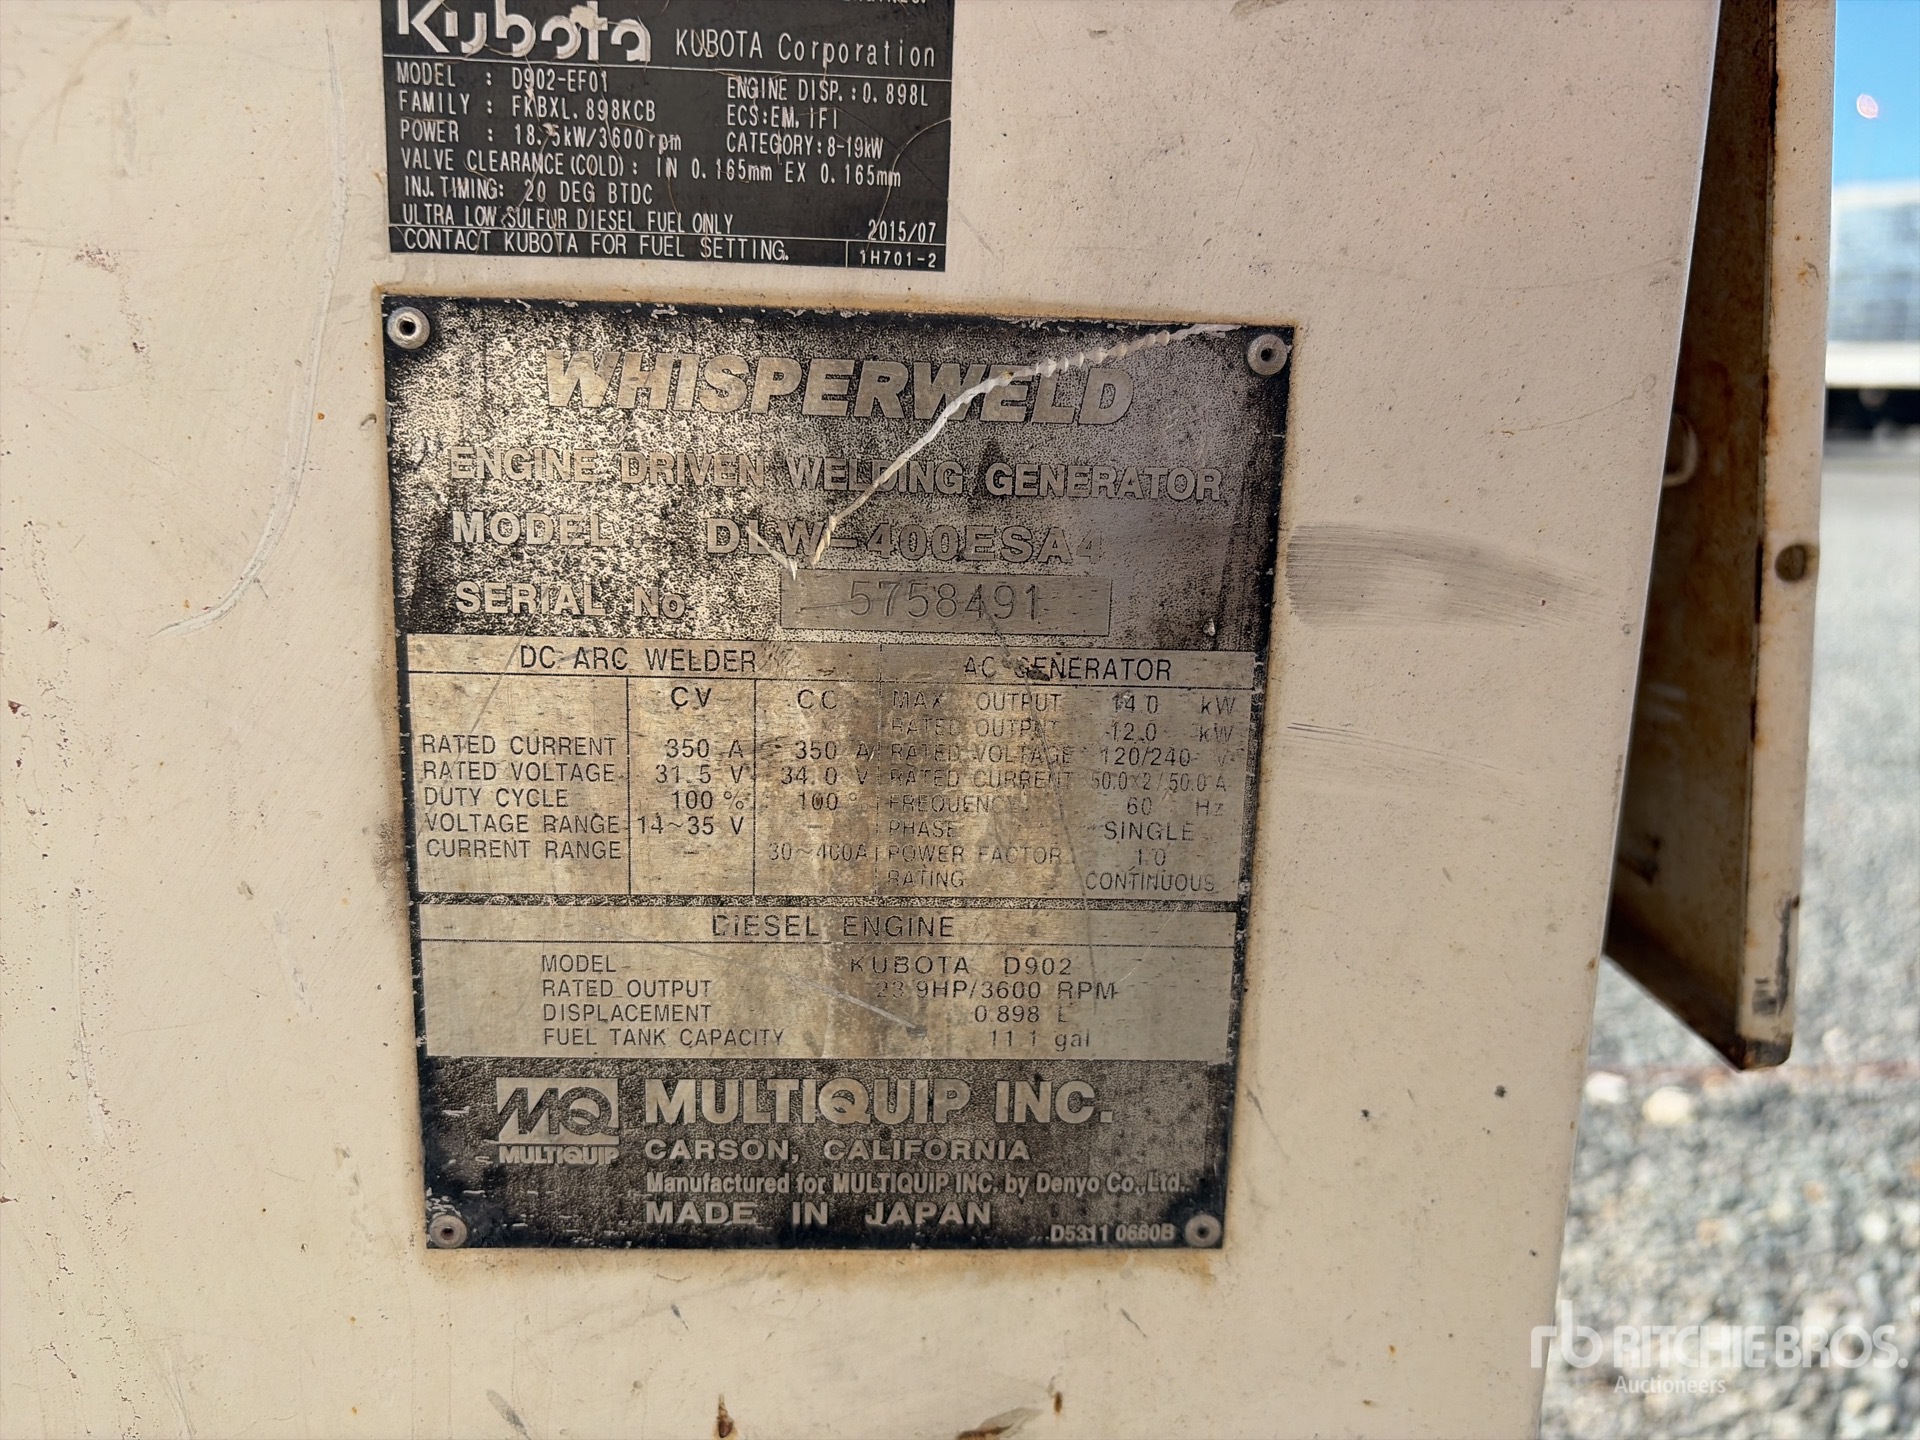 Kubota KUBOTA Corporation
MODEL : D902-EF01 ENGINE DISP.: 0.898L
FAMILY : FKBXL.898KCB ECS:EM, IFI
POWER : 18.5kW/3600rpm CATEGORY: 8-19kW
VALVE CLEARANCE (COLD): IN 0.165mm EX 0.165mm
INJ.TIMING: 20 DEG BTDC
ULTRA LOW SULFUR DIESEL FUEL ONLY 2015/07
CONTACT KUBOTA FOR FUEL SETTING. 1H701-2
WHISPERWELD
ENGINE DRIVEN WELDING GENERATOR
MODEL : DLW-400ESA4
SERIAL No. 5758491
DC ARC WELDER AC GENERATOR
CV CC MAX. OUTPUT 14.0 kW
RATED OUTPUT 12.0 kW
RATED CURRENT 350 A 350 A RATED VOLTAGE 120/240 V
RATED VOLTAGE 31.5 V 34.0 V RATED CURRENT 50.0×2/50.0 A
DUTY CYCLE 100 % 100 % FREQUENCY 60 Hz
VOLTAGE RANGE 14~35 V - PHASE SINGLE
CURRENT RANGE - 30~400A POWER FACTOR 1.0
RATING CONTINUOUS
DIESEL ENGINE
MODEL KUBOTA D902
RATED OUTPUT 23.9HP/3600 RPM
DISPLACEMENT 0.898 L
FUEL TANK CAPACITY 11.1 gal
MQ MULTIQUIP MULTIQUIP INC.
CARSON, CALIFORNIA
Manufactured for MULTIQUIP INC. by Denyo Co., Ltd.
MADE IN JAPAN D5311 0660B
rb RITCHIE BROS.
Auctioneers